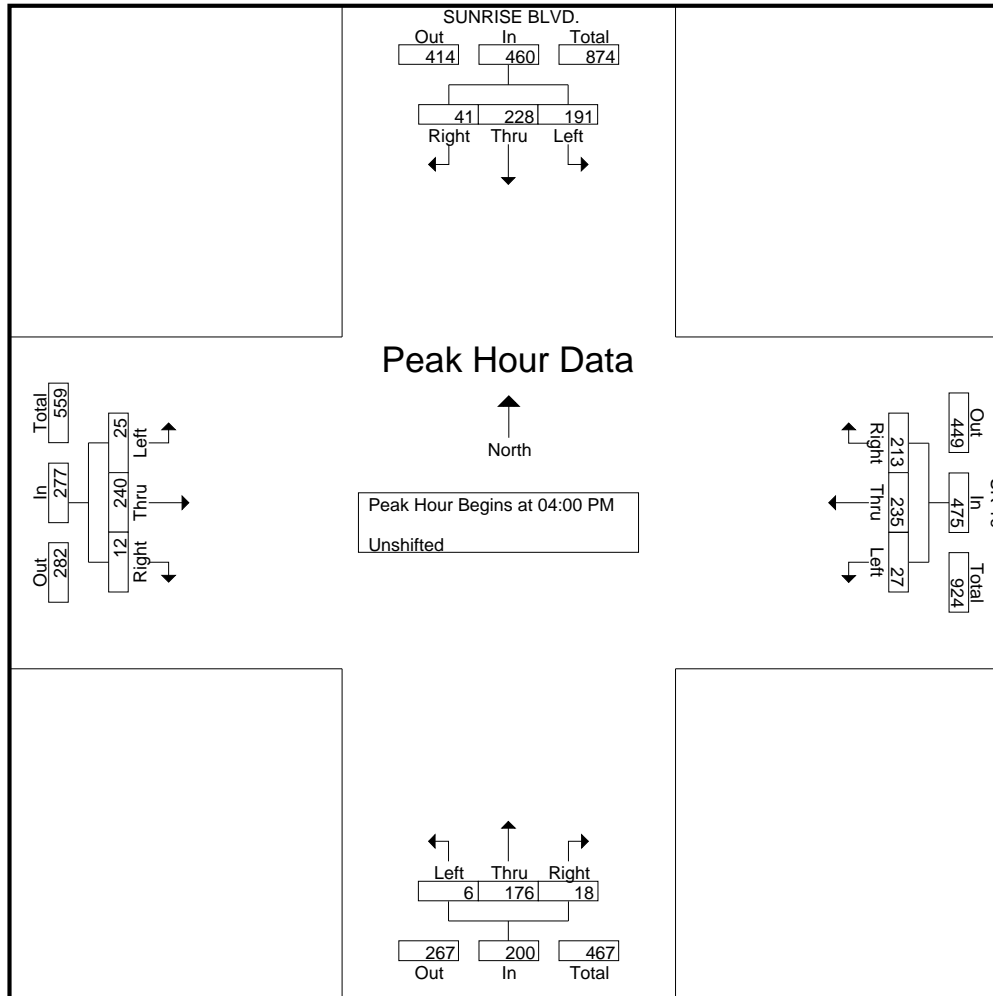 SUNRISE BLVD.
Out In Total
414 460 874
41 228 191
Right Thru Left
Peak Hour Data
North
Peak Hour Begins at 04:00 PM
Unshifted
Total In Out
559 277 282
25 240 12
Left Thru Right
Right Thru Left
213 235 27
Out In Total
449 475 924
Left Thru Right
6 176 18
267 200 467
Out In Total